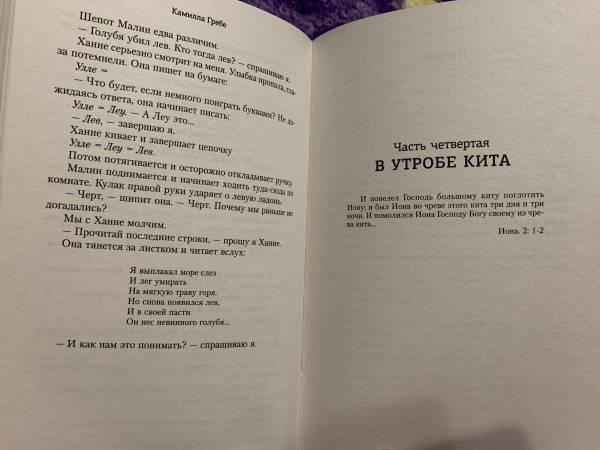 Камилла Гребе
Шепот Малин едва различим.
— Голубя убил лев. Кто тогда лев? — спрашиваю я.
Ханне серьезно смотрит на меня. Улыбка пропала, гла-
за потемнели. Она пишет на бумаге:
Улле =
— Что будет, если немного поиграть буквами? Не до-
жидаясь ответа, она начинает писать:
Улле = Леу. — А Леу это...
— Лев, — завершаю я.
Ханне кивает и завершает цепочку
Улле = Леу = Лев.
Потом потягивается и осторожно откладывает ручку.
Малин поднимается и начинает ходить туда-сюда по
комнате. Кулак правой руки ударяет о левую ладонь.
— Черт, — шипит она. — Черт. Почему мы раньше не
догадались?
Мы с Ханне молчим.
— Прочитай последние строки, — прошу я Ханне.
Она тянется за листком и читает вслух:
Я выплакал море слез
И лег умирать
На мягкую траву горя.
Но снова появился лев,
И в своей пасти
Он нес невинного голубя...
— И как нам это понимать? — спрашиваю я.
Часть четвертая
В УТРОБЕ КИТА
И повелел Господь большому киту поглотить
Иону; и был Иона во чреве этого кита три дня и три
ночи. И помолился Иона Господу Богу своему из чре-
ва кита...
Иона. 2: 1-2